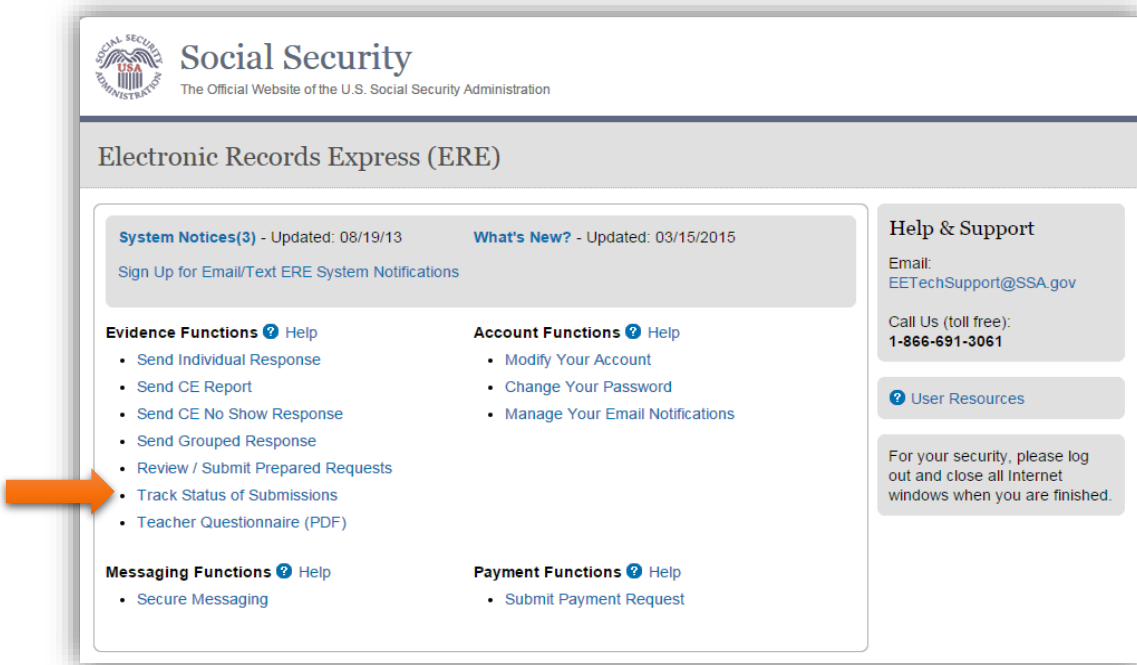 SOCIAL SECURITY ADMINISTRATION
USA
Social Security
The Official Website of the U.S. Social Security Administration
Electronic Records Express (ERE)
System Notices(3) - Updated: 08/19/13
What's New? - Updated: 03/15/2015
Sign Up for Email/Text ERE System Notifications
Evidence Functions ? Help
• Send Individual Response
• Send CE Report
• Send CE No Show Response
• Send Grouped Response
• Review / Submit Prepared Requests
• Track Status of Submissions
• Teacher Questionnaire (PDF)
Account Functions ? Help
• Modify Your Account
• Change Your Password
• Manage Your Email Notifications
Messaging Functions ? Help
• Secure Messaging
Payment Functions ? Help
• Submit Payment Request
Help & Support
Email:
EETechSupport@SSA.gov
Call Us (toll free):
1-866-691-3061
? User Resources
For your security, please log
out and close all Internet
windows when you are finished.